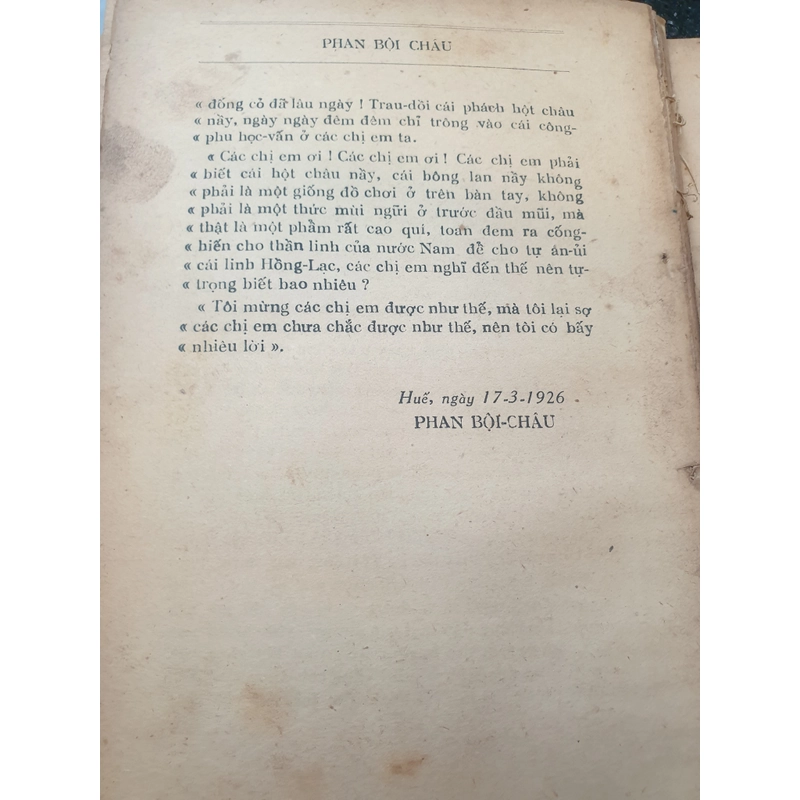 PHAN BỘI CHÂU
« đống cỏ đã lâu ngày ! Trau-dồi cái phách hột châu
« nầy, ngày ngày đêm đêm chỉ trông vào cái công-
« phu học-vấn ở các chị em ta.
« Các chị em ơi ! Các chị em ơi ! Các chị em phải
« biết cái hột châu nầy, cái bông lan nầy không
« phải là một giống đồ chơi ở trên bàn tay, không
« phải là một thức mùi ngửi ở trước đầu mũi, mà
« thật là một phẩm rất cao quí, toan đem ra cống-
« hiến cho thần linh của nước Nam để cho tự án-ủi
« cái linh Hồng-Lạc, các chị em nghĩ đến thế nên tự-
« trọng biết bao nhiêu ?
« Tôi mừng các chị em được như thế, mà tôi lại sợ
« các chị em chưa chắc được như thế, nên tôi có bấy
« nhiêu lời ».
Huế, ngày 17-3-1926
PHAN BỘI-CHÂU